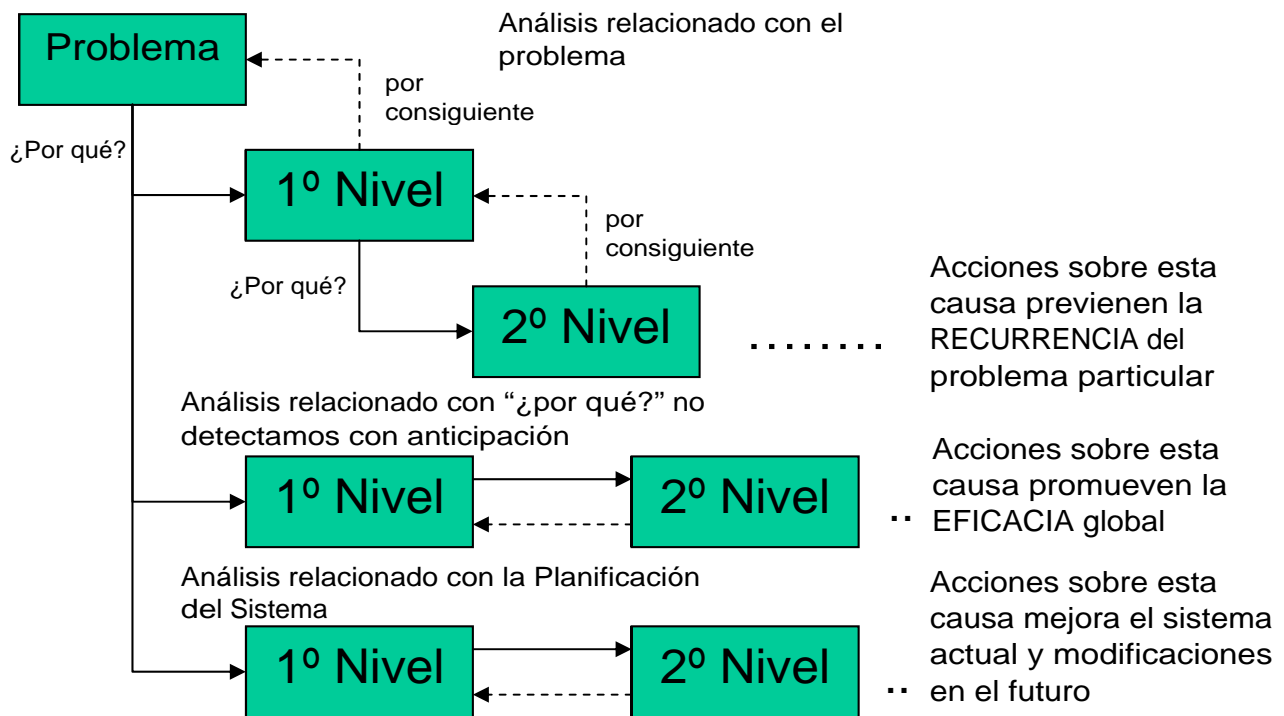 Problema
Análisis relacionado con el
problema
por
consiguiente
¿Por qué?
1º Nivel
por
consiguiente
¿Por qué?
2º Nivel
........
Acciones sobre esta
causa previenen la
RECURRENCIA del
problema particular
Análisis relacionado con “¿por qué?” no
detectamos con anticipación
1º Nivel
2º Nivel
..
Acciones sobre esta
causa promueven la
EFICACIA global
Análisis relacionado con la Planificación
del Sistema
1º Nivel
2º Nivel
..
Acciones sobre esta
causa mejora el sistema
actual y modificaciones
en el futuro